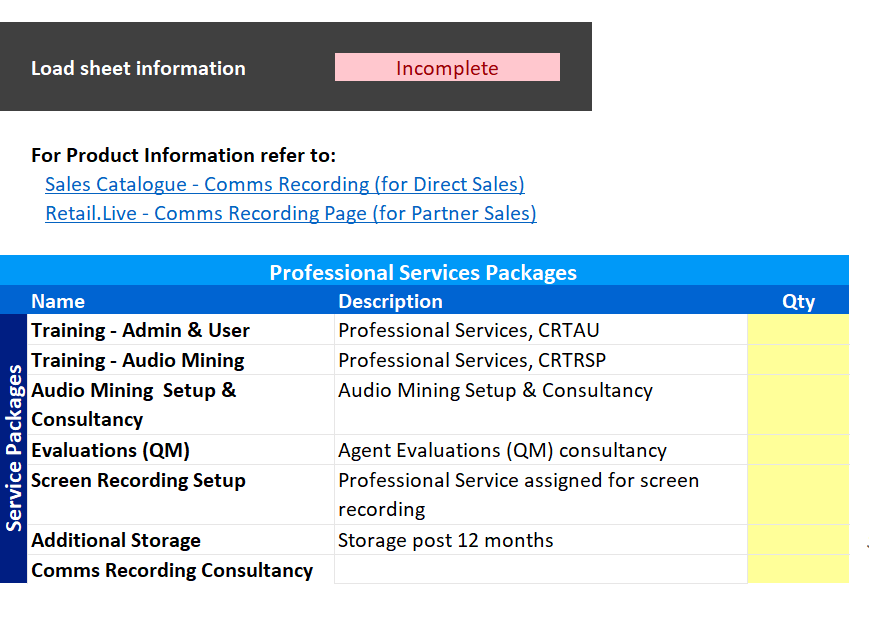 Load sheet information Incomplete
For Product Information refer to:
Sales Catalogue - Comms Recording (for Direct Sales)
Retail.Live - Comms Recording Page (for Partner Sales)
Professional Services Packages
Name Description Qty
Service Packages
Training - Admin & User Professional Services, CRTAU
Training - Audio Mining Professional Services, CRTRSP
Audio Mining  Setup & Audio Mining Setup & Consultancy
Consultancy
Evaluations (QM) Agent Evaluations (QM) consultancy
Screen Recording Setup Professional Service assigned for screen
recording
Additional Storage Storage post 12 months
Comms Recording Consultancy